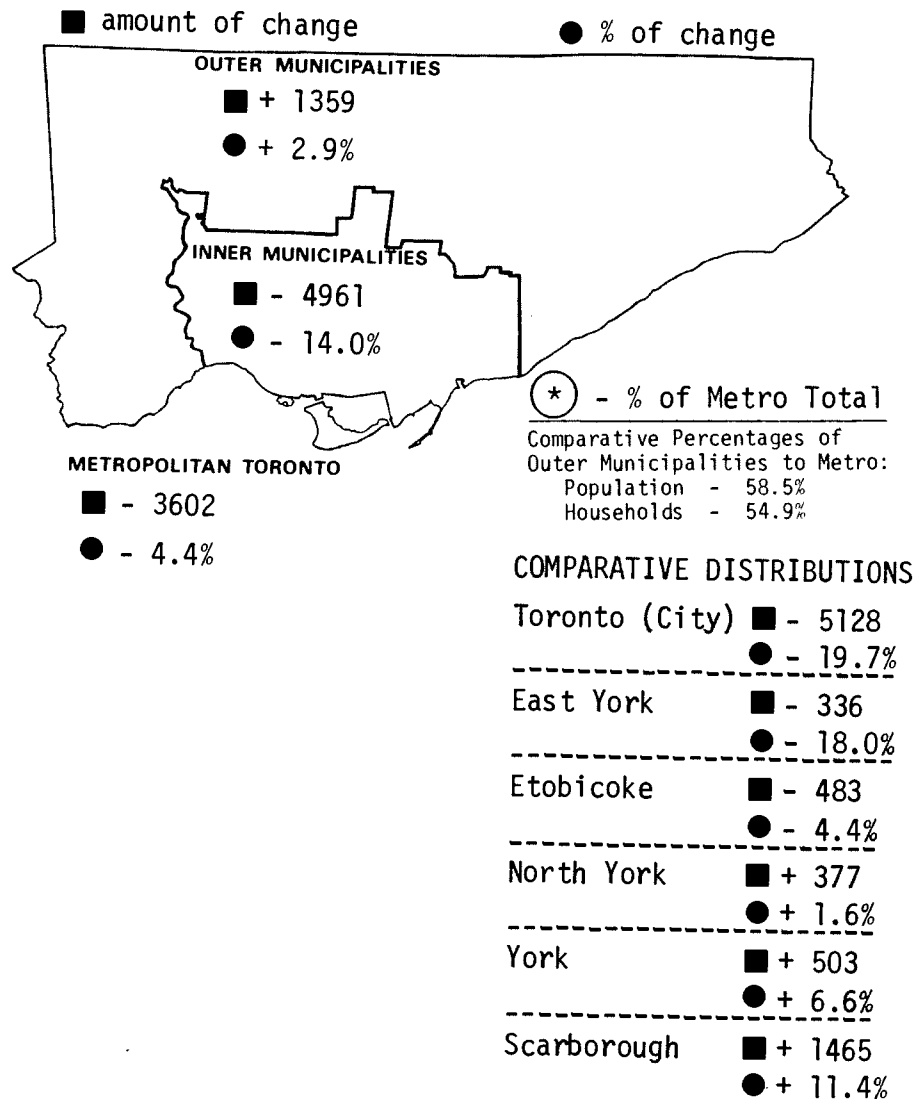 ■ amount of change ● % of change
OUTER MUNICIPALITIES
■ + 1359
● + 2.9%
INNER MUNICIPALITIES
■ - 4961
● - 14.0%
METROPOLITAN TORONTO
■ - 3602
● - 4.4%
(*) - % of Metro Total
Comparative Percentages of
Outer Municipalities to Metro:
Population - 58.5%
Households - 54.9%
COMPARATIVE DISTRIBUTIONS
Toronto (City) ■ - 5128
● - 19.7%
East York ■ - 336
● - 18.0%
Etobicoke ■ - 483
● - 4.4%
North York ■ + 377
● + 1.6%
York ■ + 503
● + 6.6%
Scarborough ■ + 1465
● + 11.4%